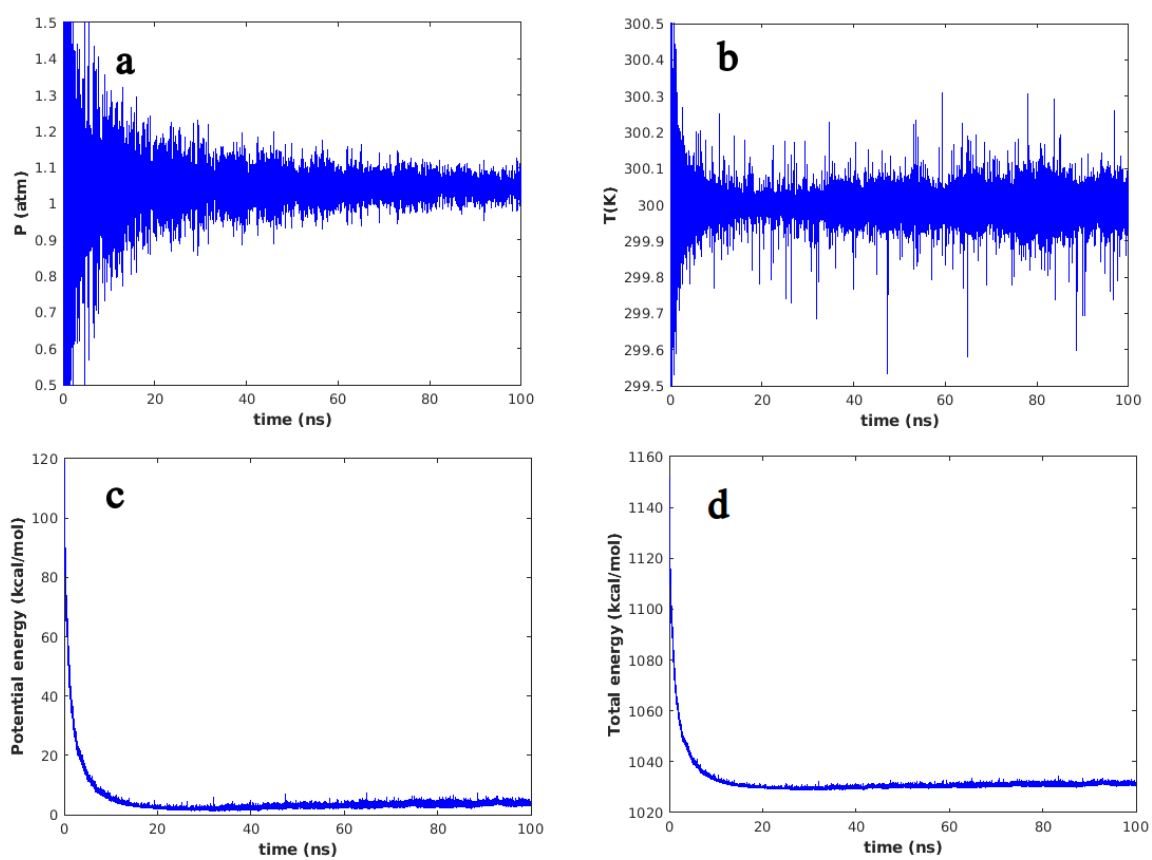 a
P (atm)
1.5
1.4
1.3
1.2
1.1
1
0.9
0.8
0.7
0.6
0.5
0 20 40 60 80 100
time (ns)
b
T(K)
300.5
300.4
300.3
300.2
300.1
300
299.9
299.8
299.7
299.6
299.5
0 20 40 60 80 100
time (ns)
c
Potential energy (kcal/mol)
120
100
80
60
40
20
0
0 20 40 60 80 100
time (ns)
d
Total energy (kcal/mol)
1160
1140
1120
1100
1080
1060
1040
1020
0 20 40 60 80 100
time (ns)